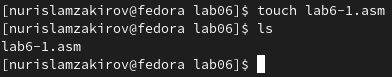 [nurislamzakirov@fedora lab06]$ touch lab6-1.asm
[nurislamzakirov@fedora lab06]$ ls
lab6-1.asm
[nurislamzakirov@fedora lab06]$